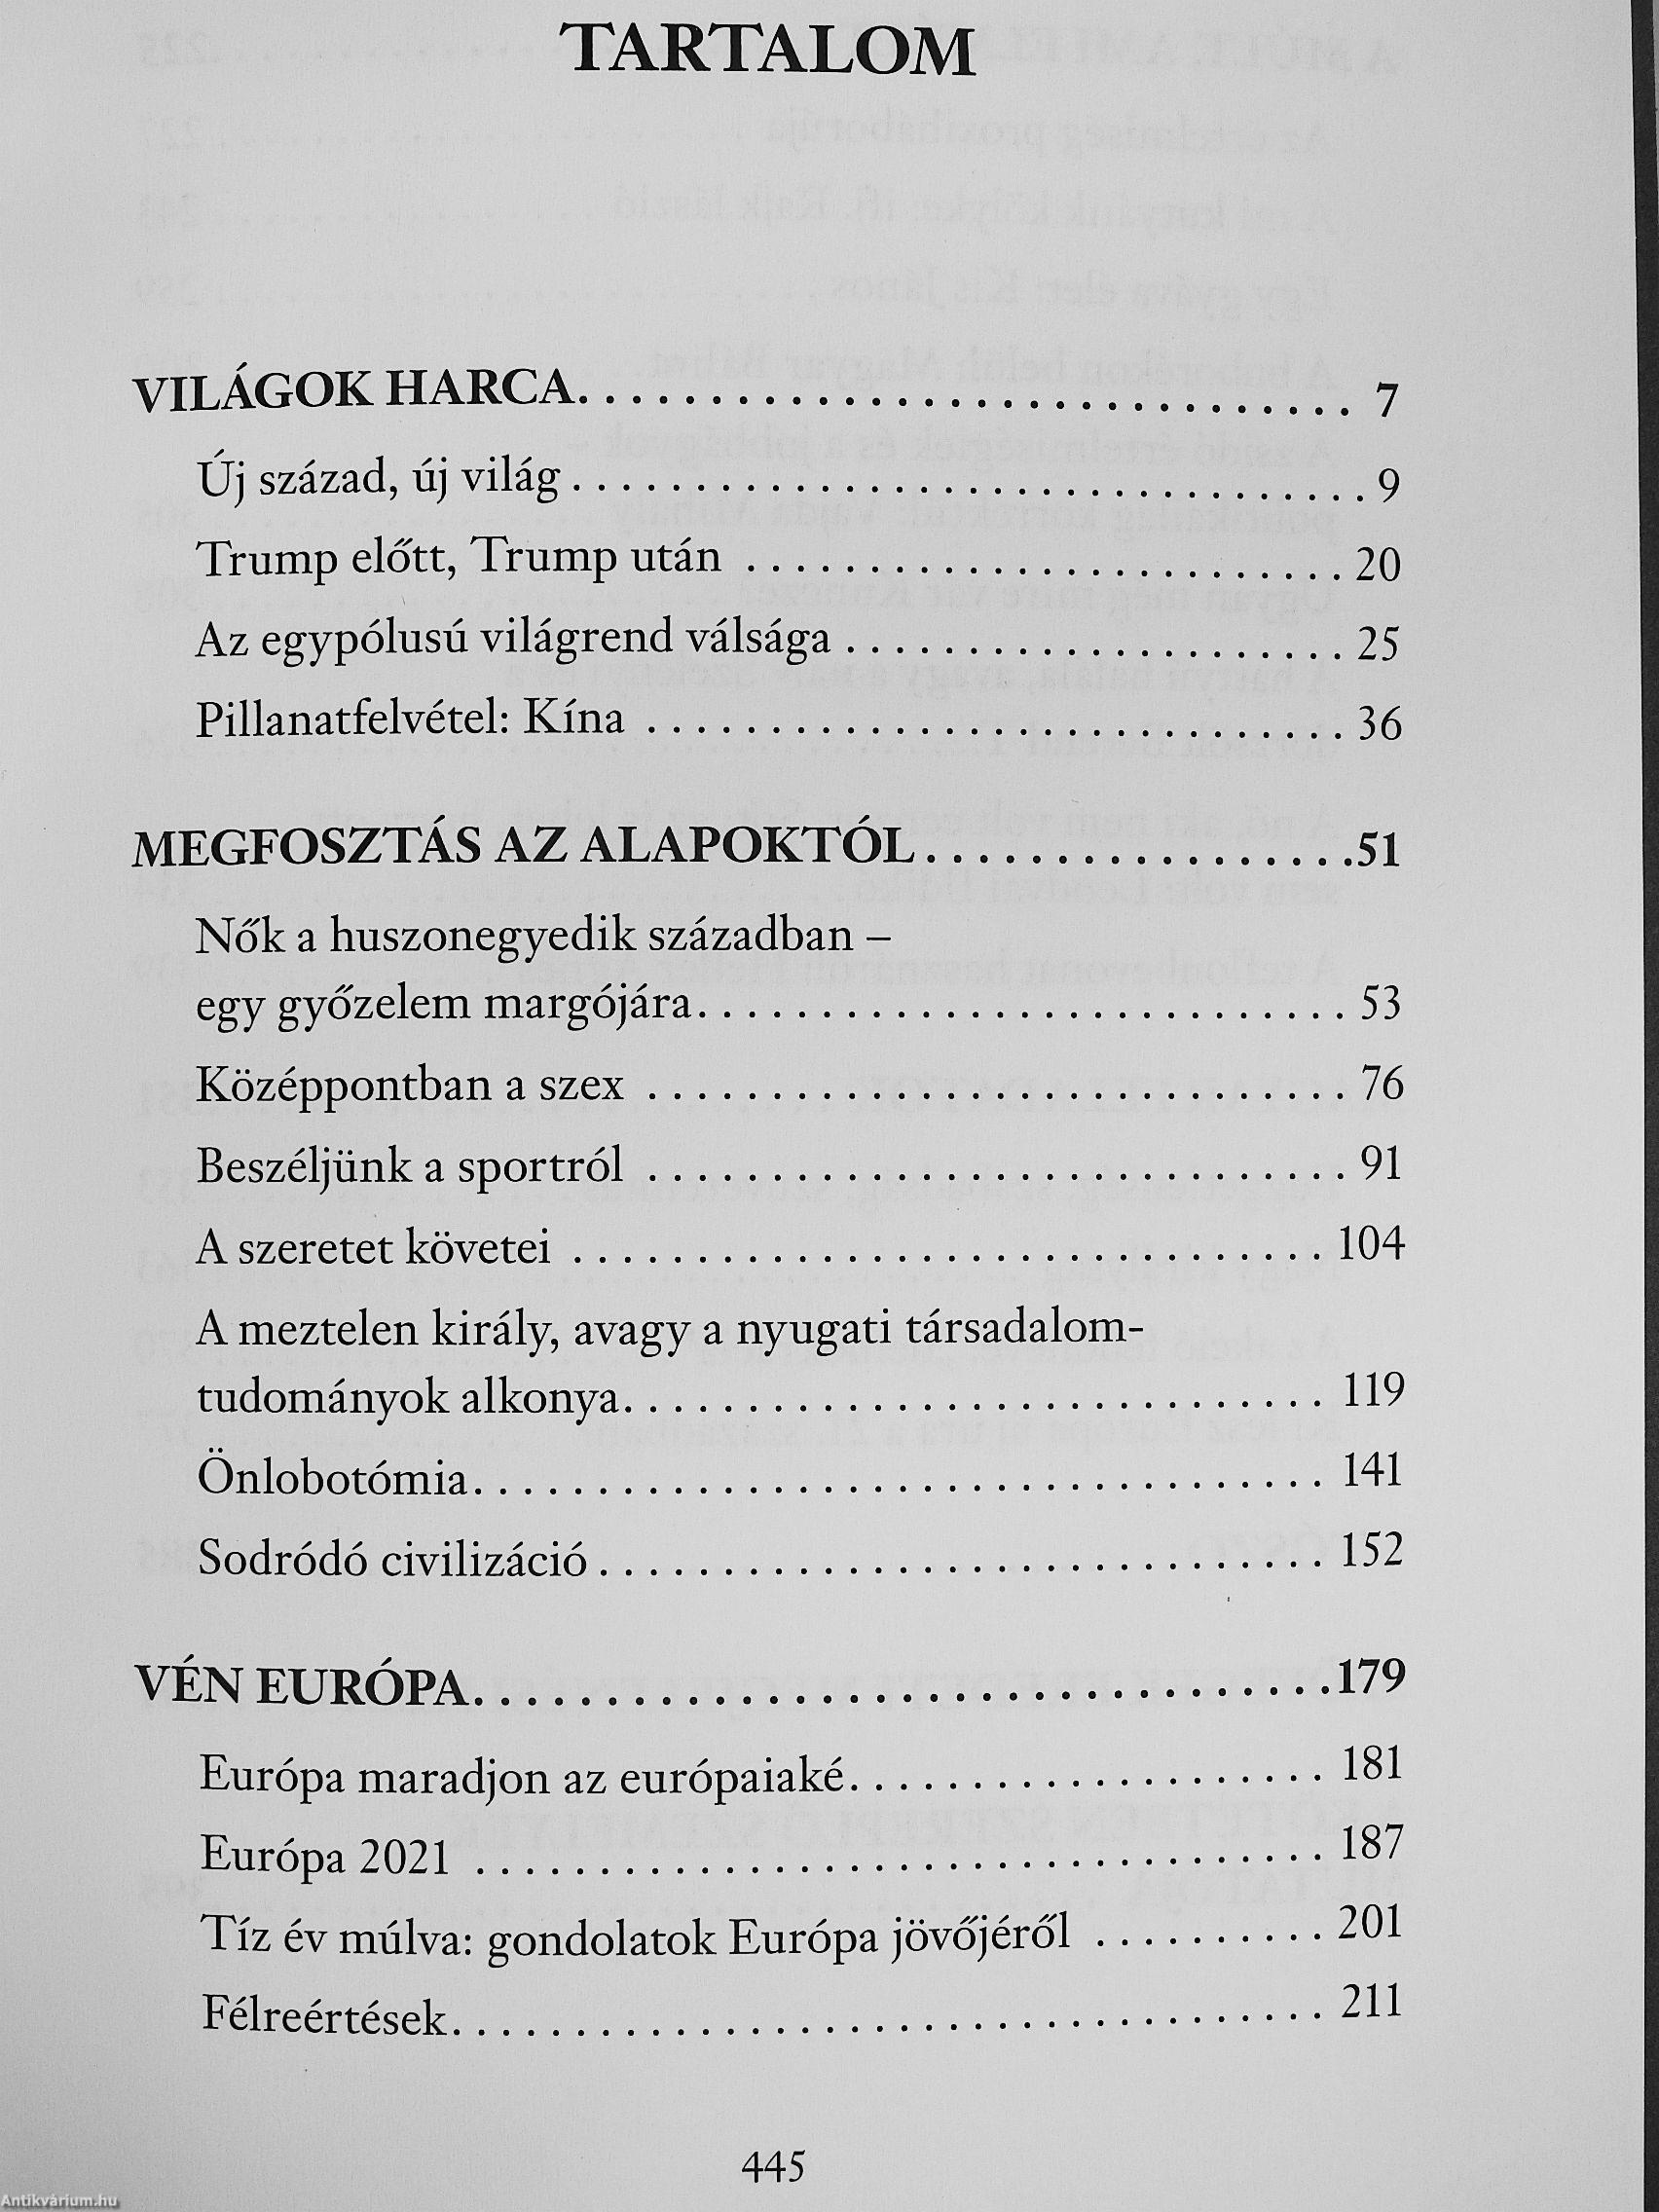 TARTALOM
VILÁGOK HARCA. . . . . . . . . . . . . . . . . . . . . . . . . . . . . 7
Új század, új világ . . . . . . . . . . . . . . . . . . . . . . . . . . . . . . . . 9
Trump előtt, Trump után . . . . . . . . . . . . . . . . . . . . . . . . 20
Az egypólusú világrend válsága . . . . . . . . . . . . . . . . . . . . 25
Pillanatfelvétel: Kína . . . . . . . . . . . . . . . . . . . . . . . . . . . . 36
MEGFOSZTÁS AZ ALAPOKTÓL . . . . . . . . . . . . . . . . .51
Nők a huszonegyedik században –
egy győzelem margójára. . . . . . . . . . . . . . . . . . . . . . . . . . 53
Középpontban a szex . . . . . . . . . . . . . . . . . . . . . . . . . . . . 76
Beszéljünk a sportról . . . . . . . . . . . . . . . . . . . . . . . . . . . . 91
A szeretet követei . . . . . . . . . . . . . . . . . . . . . . . . . . . . . . 104
A meztelen király, avagy a nyugati társadalom-
tudományok alkonya. . . . . . . . . . . . . . . . . . . . . . . . . . . . 119
Önlobotómia. . . . . . . . . . . . . . . . . . . . . . . . . . . . . . . . . . 141
Sodródó civilizáció . . . . . . . . . . . . . . . . . . . . . . . . . . . . . 152
VÉN EURÓPA. . . . . . . . . . . . . . . . . . . . . . . . . . . . . . . .179
Európa maradjon az európaiaké. . . . . . . . . . . . . . . . . . . 181
Európa 2021 . . . . . . . . . . . . . . . . . . . . . . . . . . . . . . . . . . 187
Tíz év múlva: gondolatok Európa jövőjéről . . . . . . . . . . 201
Félreértések. . . . . . . . . . . . . . . . . . . . . . . . . . . . . . . . . . . 211
445
Antikvárium.hu